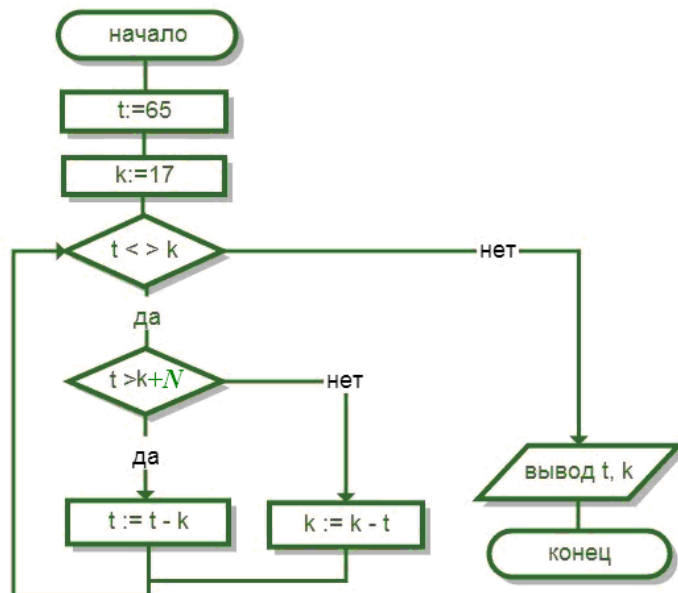 начало
t:=65
k:=17
t < > k
нет
да
t >k+N
нет
да
t := t - k
k := k - t
вывод t, k
конец